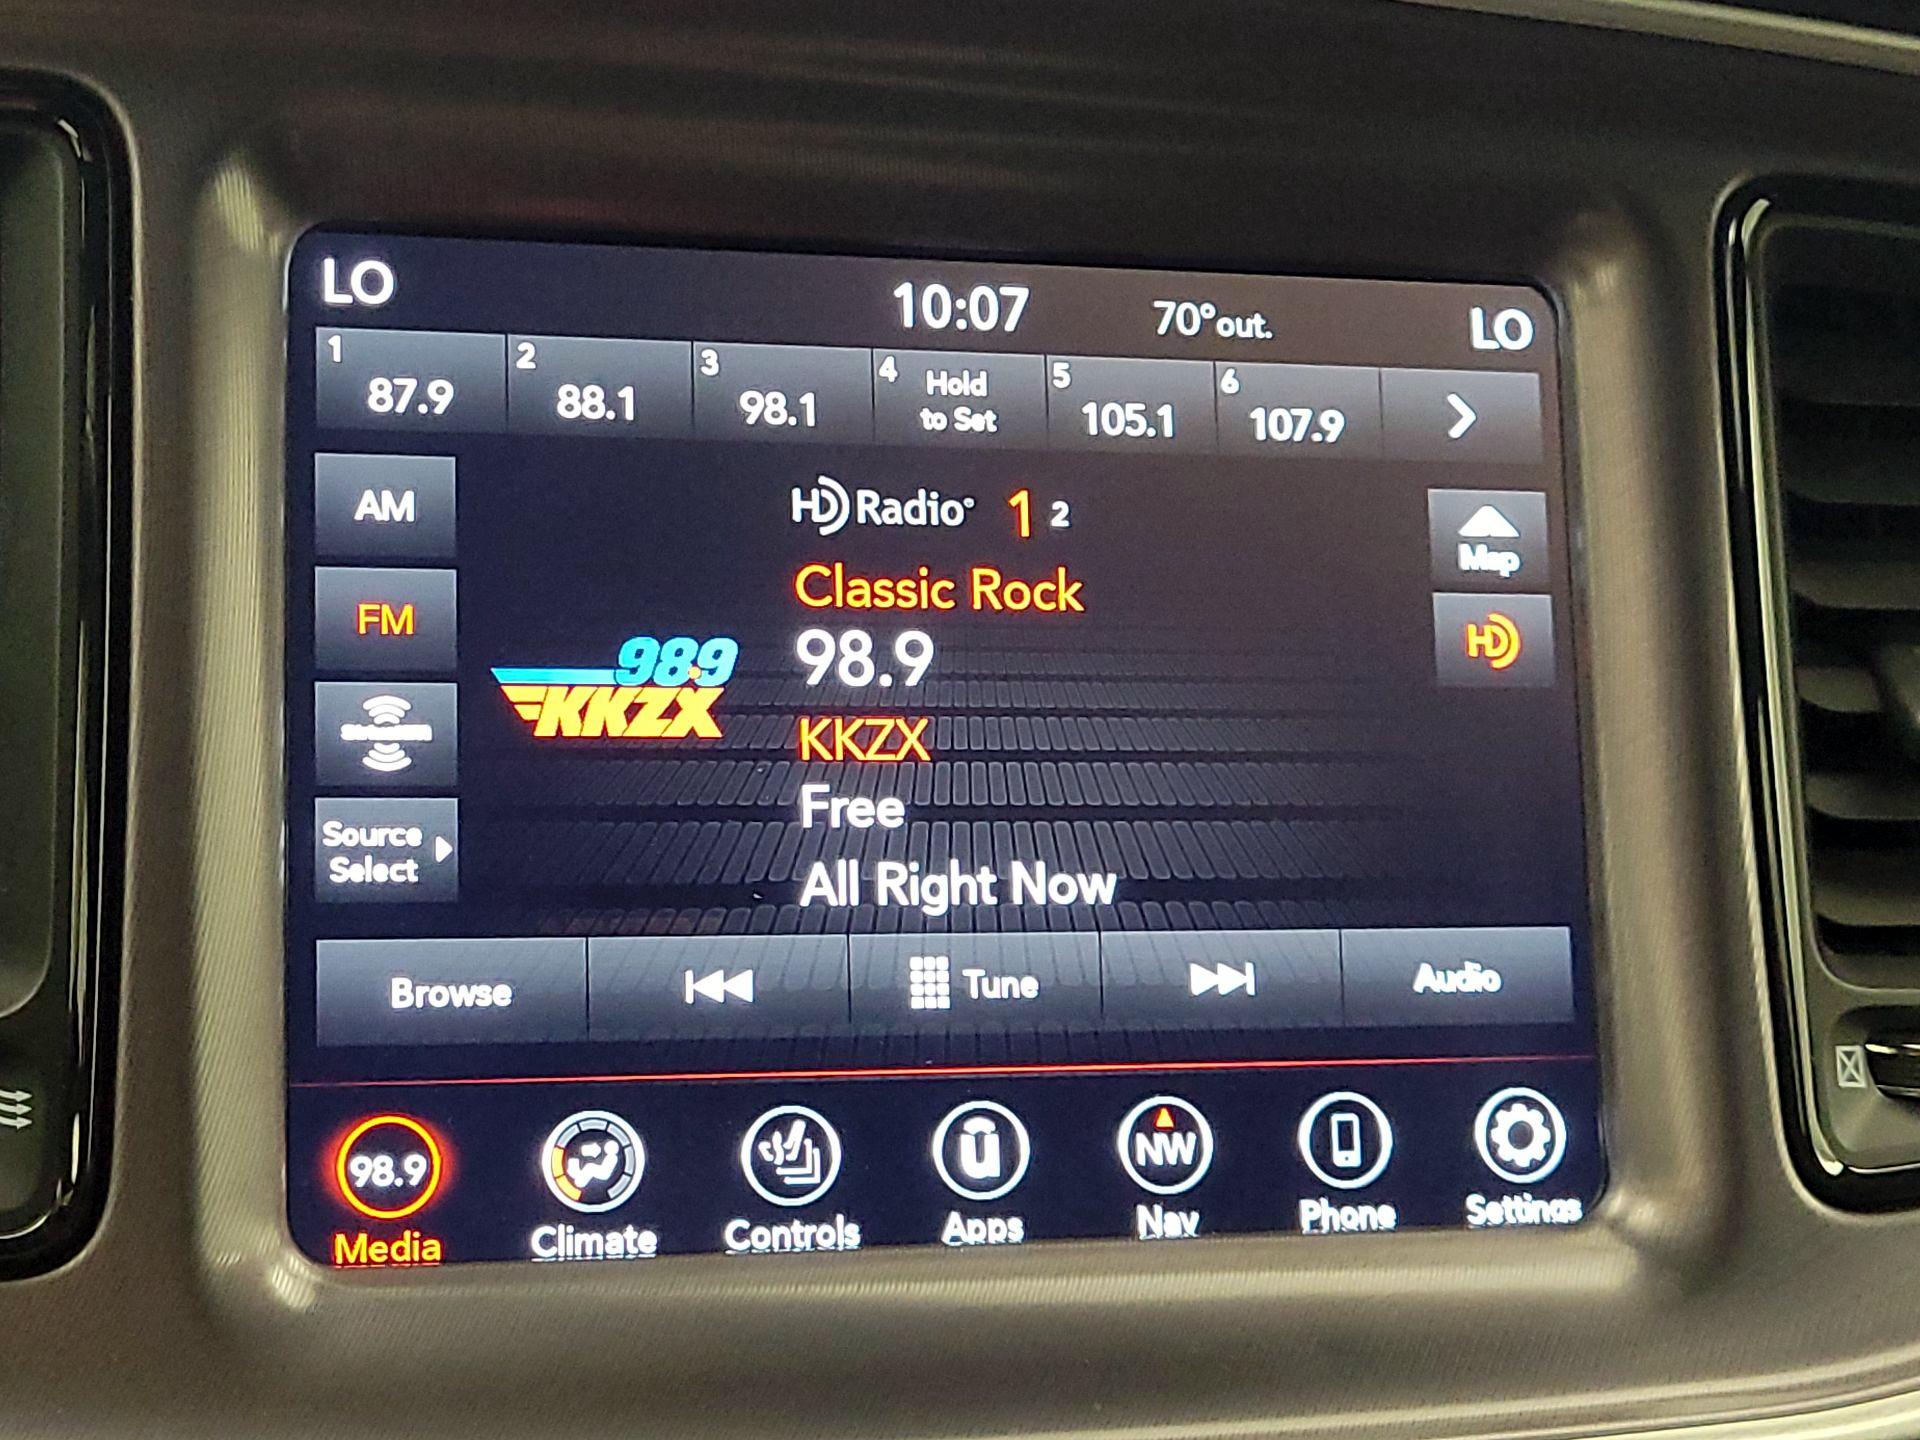 LO
10:07
70°out.
LO
1
87.9
2
88.1
3
98.1
4
Hold
to Set
5
105.1
6
107.9
AM
HD Radio®
1
2
Map
Classic Rock
FM
HD
98.9
98.9
KKZX
KKZX
SiriusXM
Free
Source
Select
All Right Now
Browse
Tune
Audio
98.9
Media
Climate
Controls
u
Apps
NW
Nav
Phone
Settings